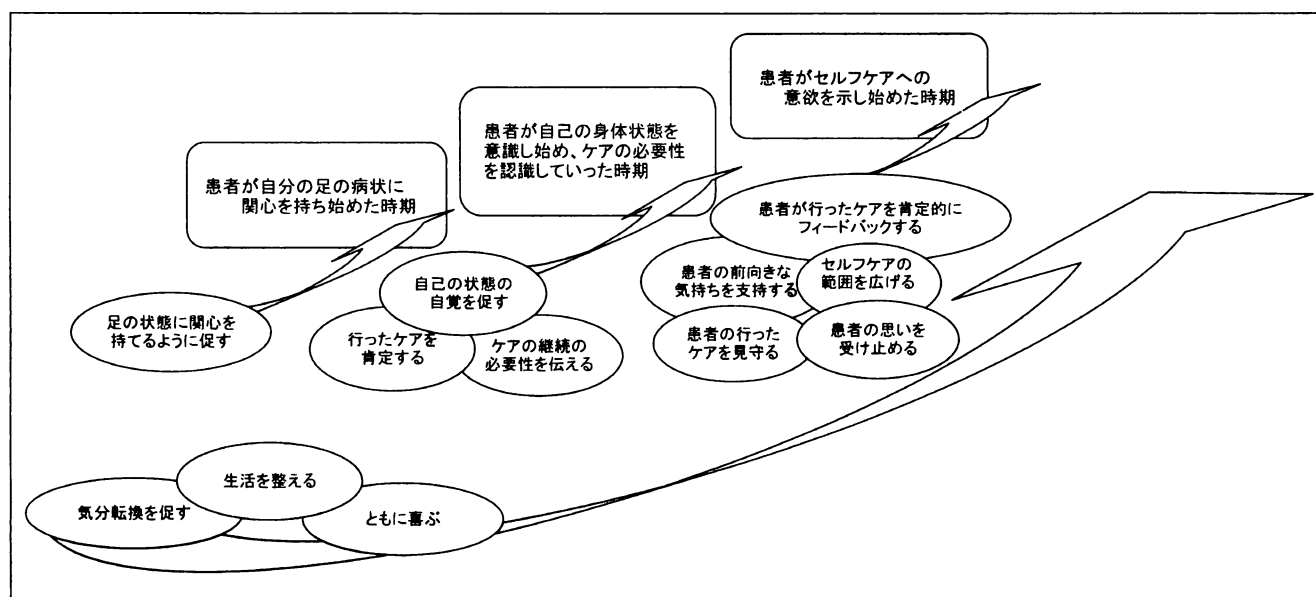 患者がセルフケアへの
意欲を示し始めた時期
患者が自己の身体状態を
意識し始め、ケアの必要性
を認識していった時期
患者が自分の足の病状に
関心を持ち始めた時期
患者が行ったケアを肯定的に
フィードバックする
患者の前向きな
気持ちを支持する
セルフケアの
範囲を広げる
自己の状態の
自覚を促す
足の状態に関心を
持てるように促す
行ったケアを
肯定する
ケアの継続の
必要性を伝える
患者の行った
ケアを見守る
患者の思いを
受け止める
生活を整える
気分転換を促す
ともに喜ぶ